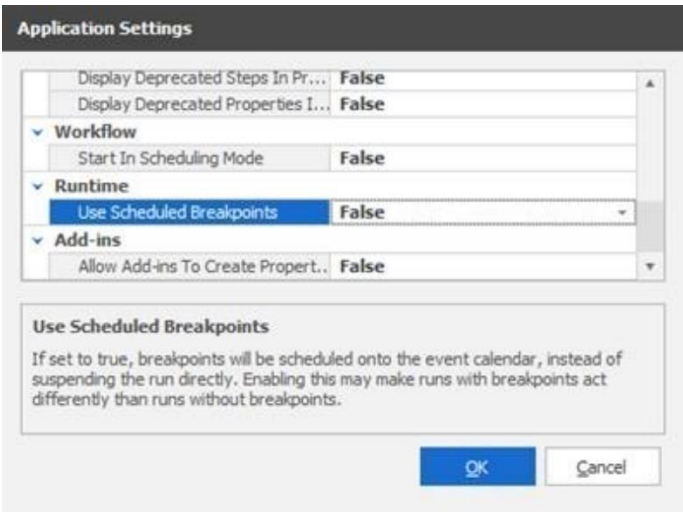 Application Settings
Display Deprecated Steps In Pr... False
Display Deprecated Properties I... False
Workflow
Start In Scheduling Mode False
Runtime
Use Scheduled Breakpoints False
Add-ins
Allow Add-ins To Create Propert.. False
Use Scheduled Breakpoints
If set to true, breakpoints will be scheduled onto the event calendar, instead of
suspending the run directly. Enabling this may make runs with breakpoints act
differently than runs without breakpoints.
OK Cancel